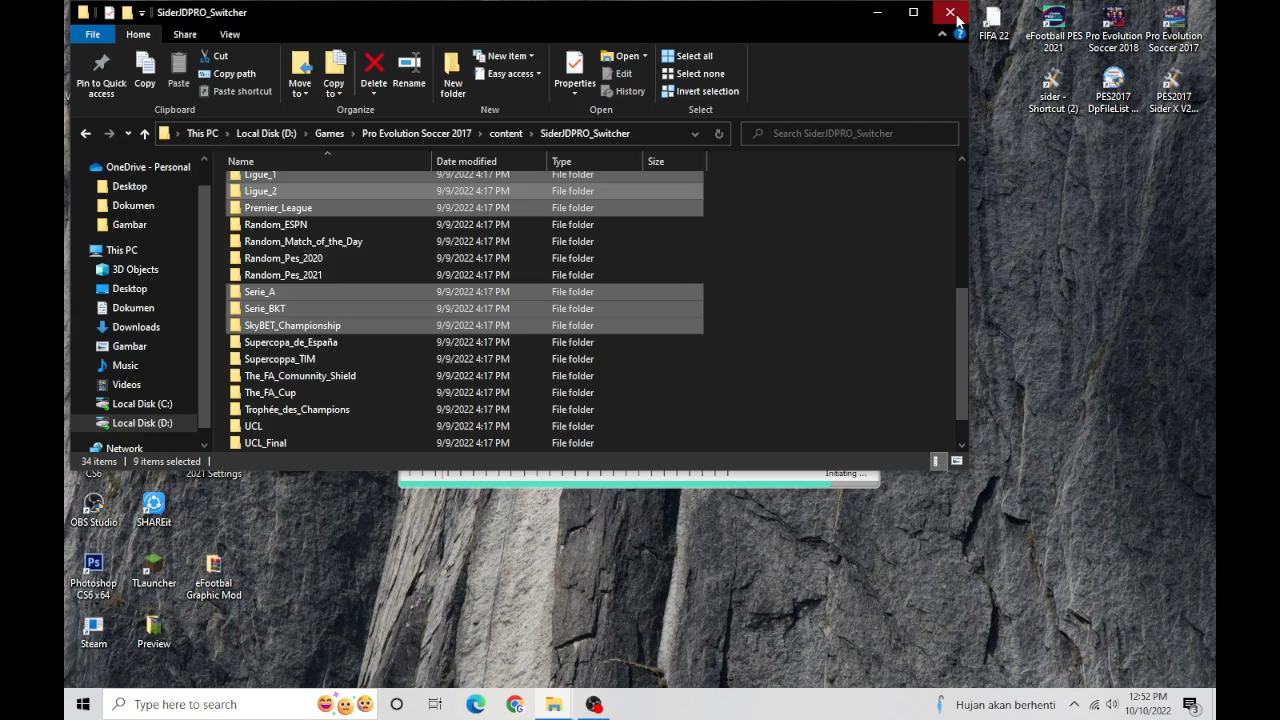 SiderJDPRO_Switcher
File Home Share View
Pin to Quick access
Copy
Paste
Cut
Copy path
Paste shortcut
Clipboard
Move to
Copy to
Delete
Rename
Organize
New folder
New item
Easy access
New
Properties
Open
Edit
History
Open
Select all
Select none
Invert selection
Select
This PC Local Disk (D:) Games Pro Evolution Soccer 2017 content SiderJDPRO_Switcher
Search SiderJDPRO_Switcher
OneDrive - Personal
Desktop
Dokumen
Gambar
This PC
3D Objects
Desktop
Dokumen
Downloads
Gambar
Music
Videos
Local Disk (C:)
Local Disk (D:)
Network
Name Date modified Type Size
Ligue_1 9/9/2022 4:17 PM File folder
Ligue_2 9/9/2022 4:17 PM File folder
Premier_League 9/9/2022 4:17 PM File folder
Random_ESPN 9/9/2022 4:17 PM File folder
Random_Match_of_the_Day 9/9/2022 4:17 PM File folder
Random_Pes_2020 9/9/2022 4:17 PM File folder
Random_Pes_2021 9/9/2022 4:17 PM File folder
Serie_A 9/9/2022 4:17 PM File folder
Serie_BKT 9/9/2022 4:17 PM File folder
SkyBET_Championship 9/9/2022 4:17 PM File folder
Supercopa_de_España 9/9/2022 4:17 PM File folder
Supercoppa_TIM 9/9/2022 4:17 PM File folder
The_FA_Comunnity_Shield 9/9/2022 4:17 PM File folder
The_FA_Cup 9/9/2022 4:17 PM File folder
Trophée_des_Champions 9/9/2022 4:17 PM File folder
UCL 9/9/2022 4:17 PM File folder
UCL_Final 9/9/2022 4:17 PM File folder
34 items 9 items selected
FIFA 22
eFootball PES 2021
Pro Evolution Soccer 2018
Pro Evolution Soccer 2017
sider - Shortcut (2)
PES2017 DpFileList ...
PES2017 Sider X V2...
CS6
2021 Settings
Initiating ...
OBS Studio
SHAREit
Photoshop CS6 x64
TLauncher
eFootbal Graphic Mod
Steam
Preview
Type here to search
Hujan akan berhenti
12:52 PM
10/10/2022
3